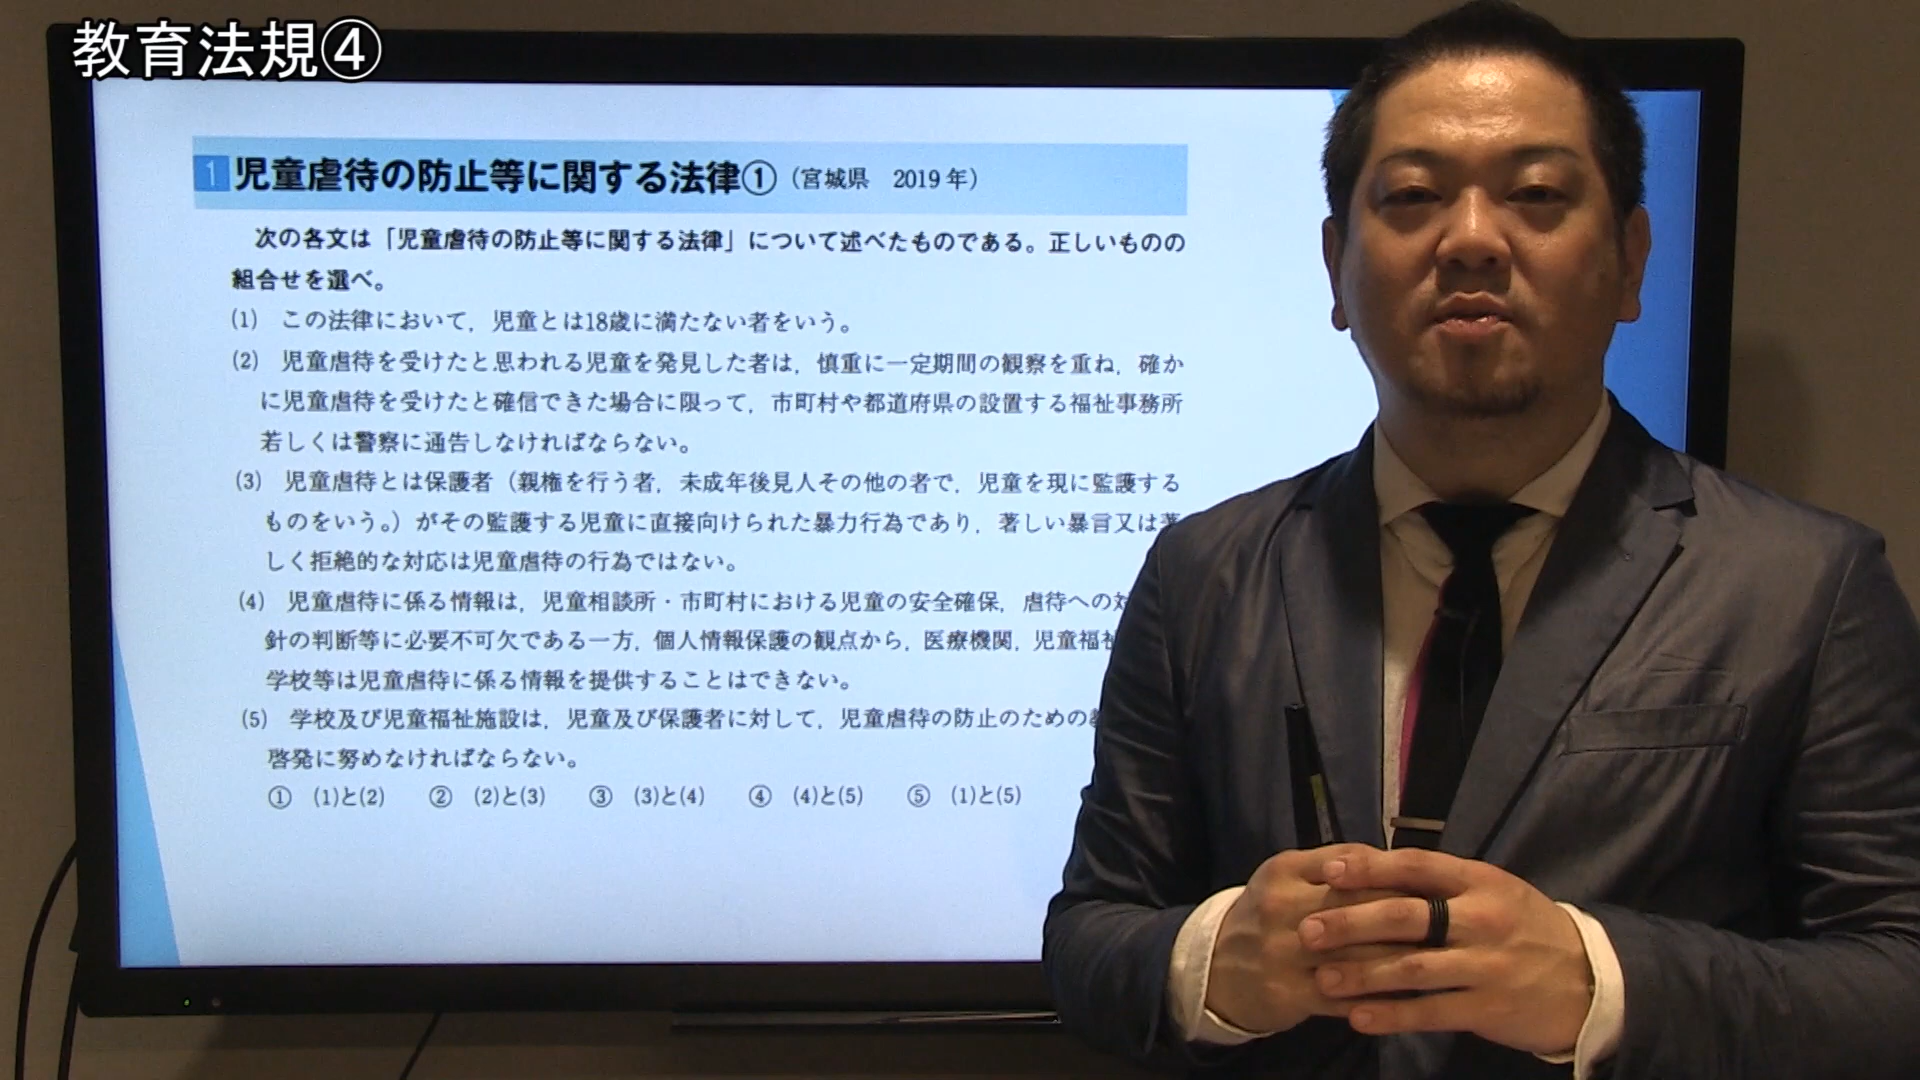 教育法規④
1 児童虐待の防止等に関する法律①（宮城県　2019年）
次の各文は「児童虐待の防止等に関する法律」について述べたものである。正しいものの
組合せを選べ。
(1)　この法律において，児童とは18歳に満たない者をいう。
(2)　児童虐待を受けたと思われる児童を発見した者は，慎重に一定期間の観察を重ね，確か
に児童虐待を受けたと確信できた場合に限って，市町村や都道府県の設置する福祉事務所
若しくは警察に通告しなければならない。
(3)　児童虐待とは保護者（親権を行う者，未成年後見人その他の者で，児童を現に監護する
ものをいう。）がその監護する児童に直接向けられた暴力行為であり，著しい暴言又は著
しく拒絶的な対応は児童虐待の行為ではない。
(4)　児童虐待に係る情報は，児童相談所・市町村における児童の安全確保，虐待への対
針の判断等に必要不可欠である一方，個人情報保護の観点から，医療機関，児童福祉
学校等は児童虐待に係る情報を提供することはできない。
(5)　学校及び児童福祉施設は，児童及び保護者に対して，児童虐待の防止のための
啓発に努めなければならない。
①　(1)と(2)　②　(2)と(3)　③　(3)と(4)　④　(4)と(5)　⑤　(1)と(5)